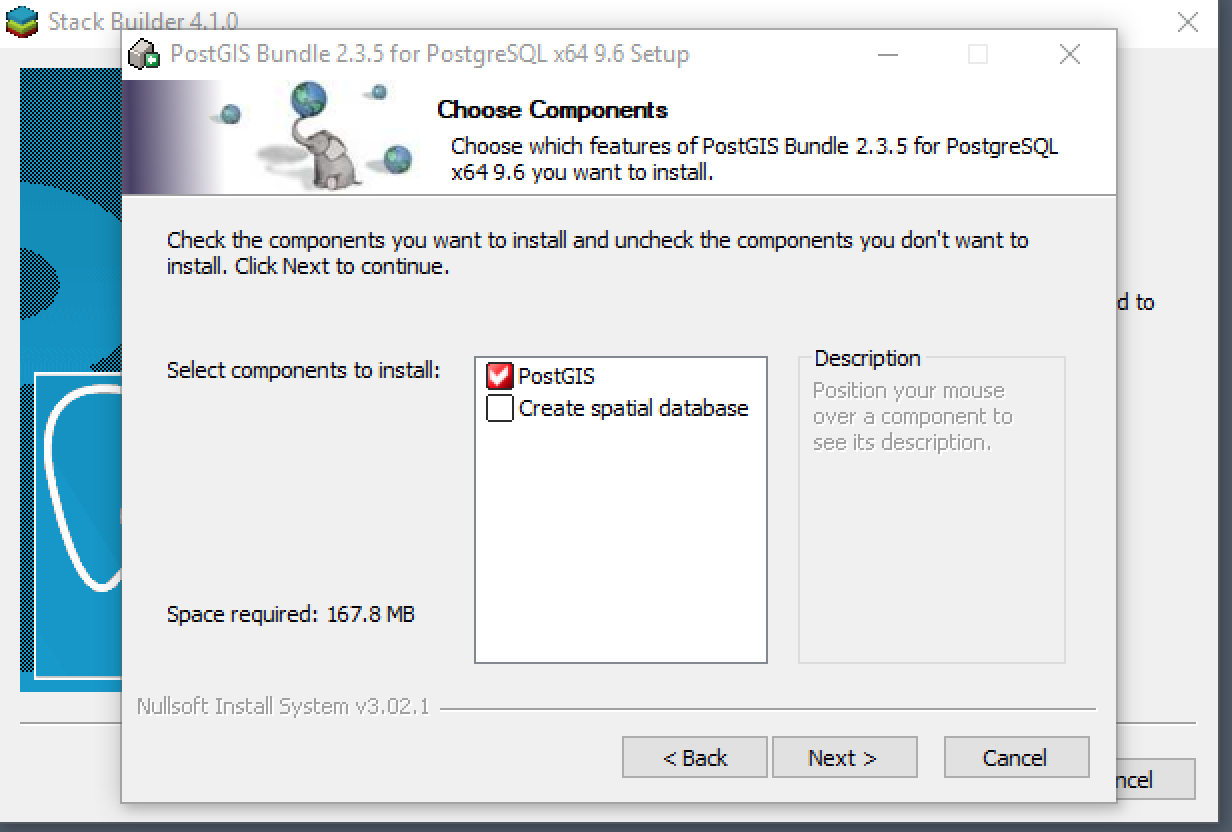 Stack Builder 4.1.0
PostGIS Bundle 2.3.5 for PostgreSQL x64 9.6 Setup
Choose Components
Choose which features of PostGIS Bundle 2.3.5 for PostgreSQL
x64 9.6 you want to install.
Check the components you want to install and uncheck the components you don't want to
install. Click Next to continue.
d to
Select components to install:
PostGIS
Create spatial database
Description
Position your mouse
over a component to
see its description.
Space required: 167.8 MB
Nullsoft Install System v3.02.1
< Back
Next >
Cancel
ncel